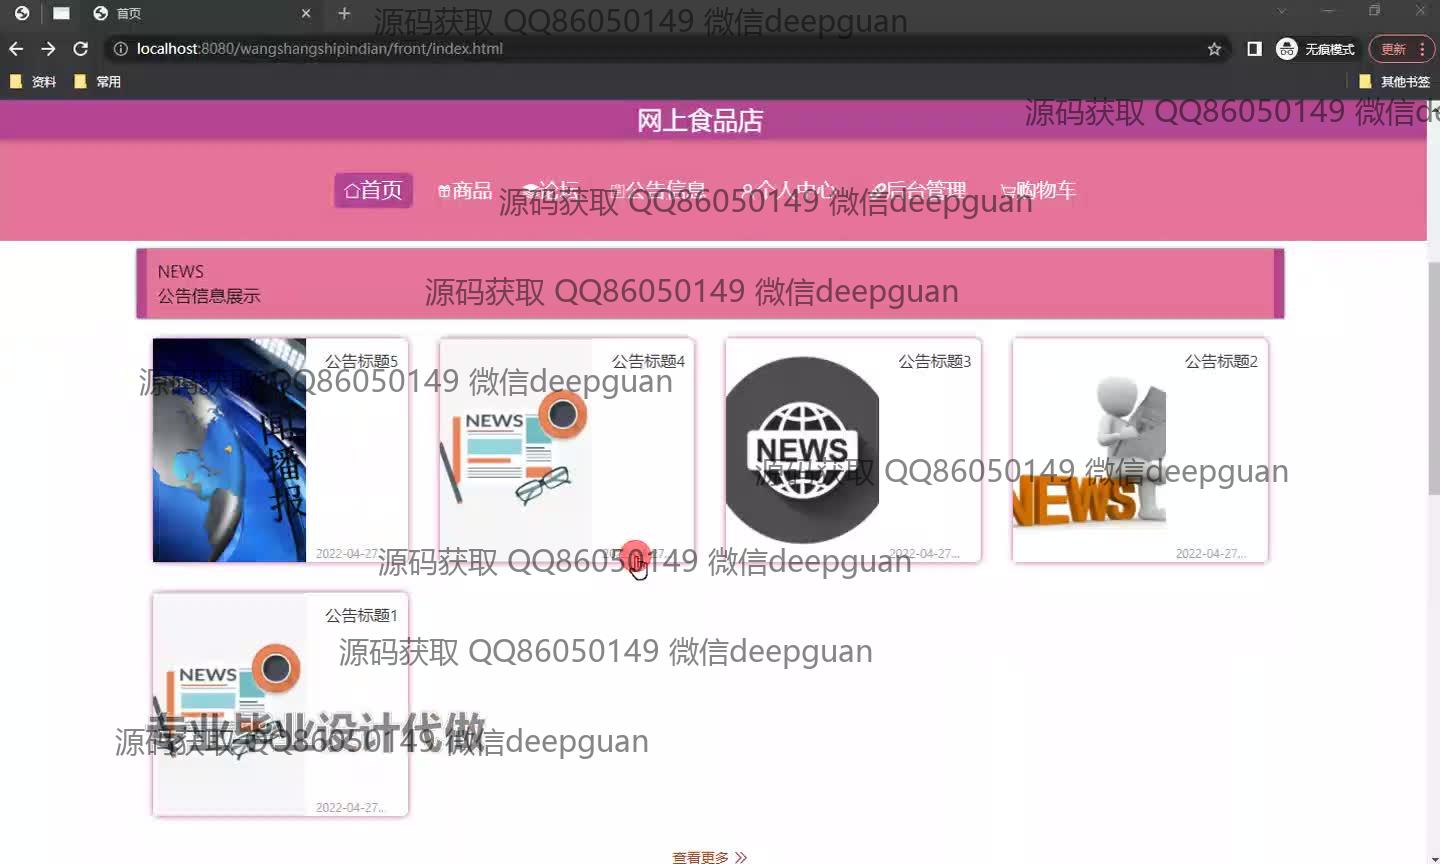 首页
源码获取 QQ86050149 微信deepguan
localhost:8080/wangshangshipindian/front/index.html
无痕模式
更新
资料
常用
其他书签
网上食品店
源码获取 QQ86050149 微信de
首页
商品
论坛
公告信息
个人中心
后台管理
购物车
源码获取 QQ86050149 微信deepguan
NEWS
公告信息展示
源码获取 QQ86050149 微信deepguan
公告标题5
公告标题4
公告标题3
公告标题2
源码获取 QQ86050149 微信deepguan
闻
播
报
NEWS
NEWS
NEWS
源码获取 QQ86050149 微信deepguan
2022-04-27...
2022-04-27...
2022-04-27...
源码获取 QQ86050149 微信deepguan
公告标题1
源码获取 QQ86050149 微信deepguan
NEWS
专业毕业设计代做
源码获取 QQ86050149 微信deepguan
2022-04-27...
查看更多